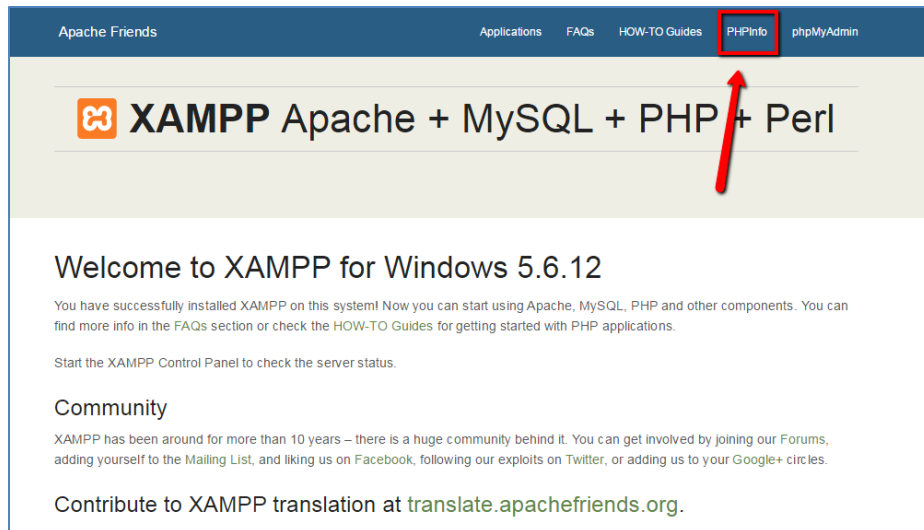 Apache Friends Applications FAQs HOW-TO Guides PHPInfo phpMyAdmin
XAMPP Apache + MySQL + PHP + Perl
Welcome to XAMPP for Windows 5.6.12
You have successfully installed XAMPP on this system! Now you can start using Apache, MySQL, PHP and other components. You can
find more info in the FAQs section or check the HOW-TO Guides for getting started with PHP applications.
Start the XAMPP Control Panel to check the server status.
Community
XAMPP has been around for more than 10 years – there is a huge community behind it. You can get involved by joining our Forums,
adding yourself to the Mailing List, and liking us on Facebook, following our exploits on Twitter, or adding us to your Google+ circles.
Contribute to XAMPP translation at translate.apachefriends.org.